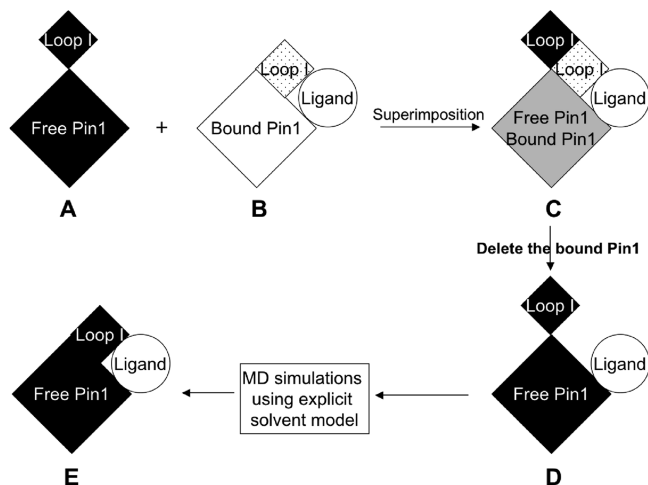 Loop I
Free Pin1
A
+
Loop I
Ligand
Bound Pin1
B
Superimposition
Loop I
Ligand
Free Pin1
Bound Pin1
C
Delete the bound Pin1
Loop I
Ligand
Free Pin1
D
MD simulations
using explicit
solvent model
Loop I
Ligand
Free Pin1
E